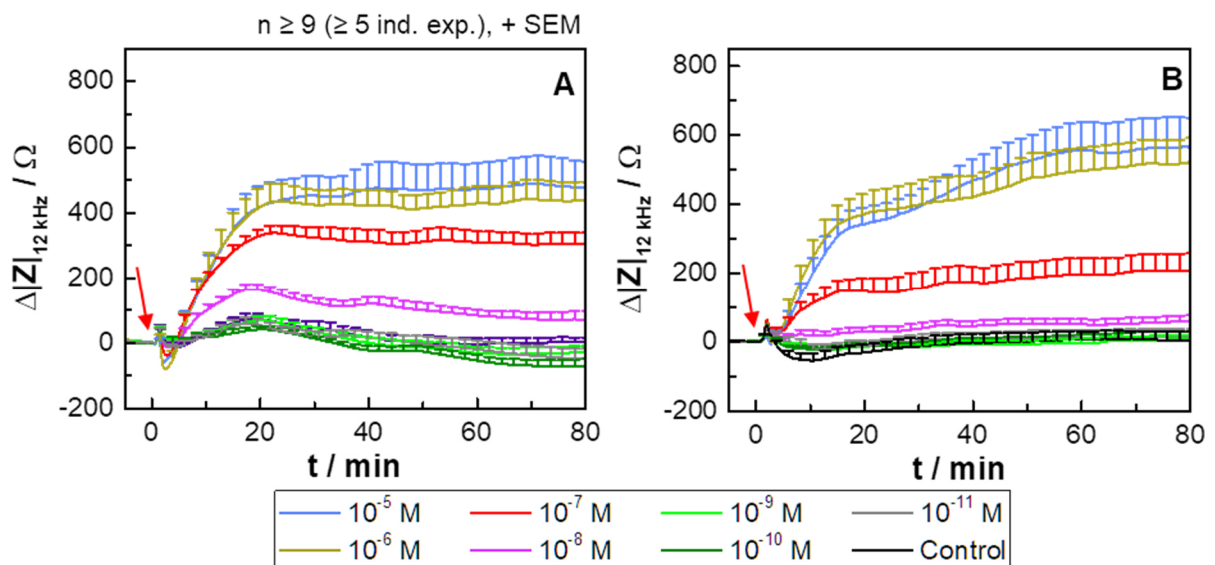 n ≥ 9 (≥ 5 ind. exp.), + SEM
A
Δ|Z|₁₂ ₖHz / Ω
800
600
400
200
0
-200
0 20 40 60 80
t / min
B
Δ|Z|₁₂ ₖHz / Ω
800
600
400
200
0
-200
0 20 40 60 80
t / min
10⁻⁵ M 10⁻⁷ M 10⁻⁹ M 10⁻¹¹ M
10⁻⁶ M 10⁻⁸ M 10⁻¹⁰ M Control